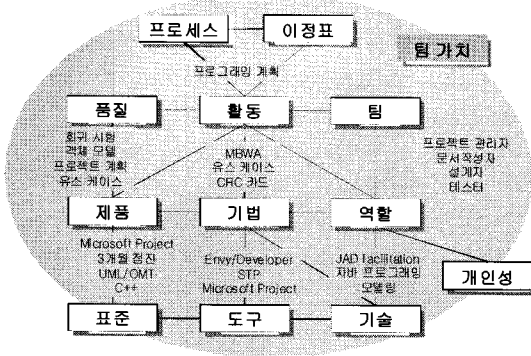 프로세스
이정표
팀 가치
프로그래밍 계획
품질
활동
팀
회귀 시험
객체 모델
프로젝트 계획
유스 케이스
MBWA
유스 케이스
CRC 카드
프로젝트 관리자
문서작성자
설계자
테스터
제품
기법
역할
Microsoft Project
3개월 점진
UML/OMT
C++
Envy/Developer
STP
Microsoft Project
JAD facilitation
자바 프로그래밍
모델링
개인성
표준
도구
기술